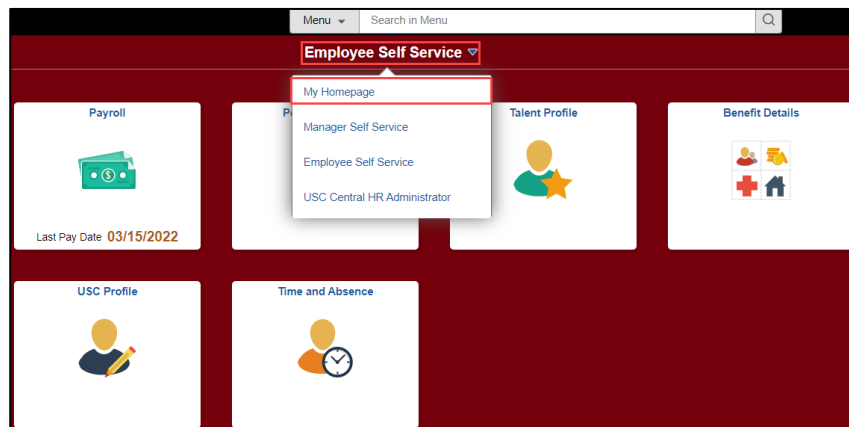 Menu
Search in Menu
Employee Self Service
My Homepage
Manager Self Service
Employee Self Service
USC Central HR Administrator
Payroll
Last Pay Date 03/15/2022
Talent Profile
Benefit Details
USC Profile
Time and Absence